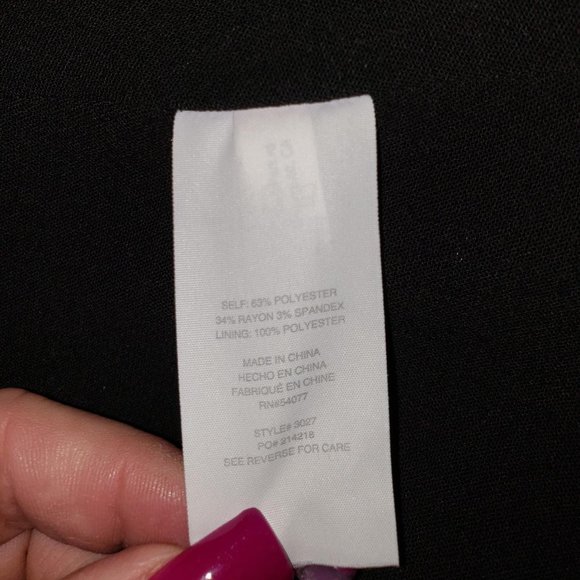 SELF: 63% POLYESTER
34% RAYON 3% SPANDEX
LINING: 100% POLYESTER
MADE IN CHINA
HECHO EN CHINA
FABRIQUÉ EN CHINE
RN#54077
STYLE# 3027
PO# 214218
SEE REVERSE FOR CARE